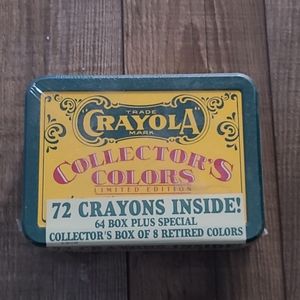 TRADE
"CRAYOLA"
MARK
COLLECTOR'S
COLORS
LIMITED EDITION
72 CRAYONS INSIDE!
64 BOX PLUS SPECIAL
COLLECTOR'S BOX OF 8 RETIRED COLORS